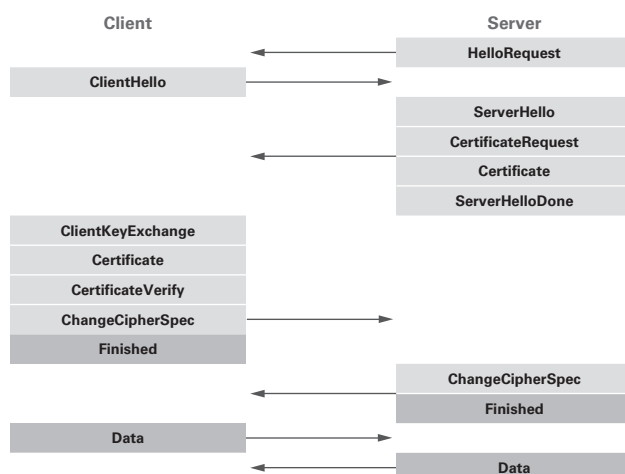 Client
Server
HelloRequest
ClientHello
ServerHello
CertificateRequest
Certificate
ServerHelloDone
ClientKeyExchange
Certificate
CertificateVerify
ChangeCipherSpec
Finished
ChangeCipherSpec
Finished
Data
Data